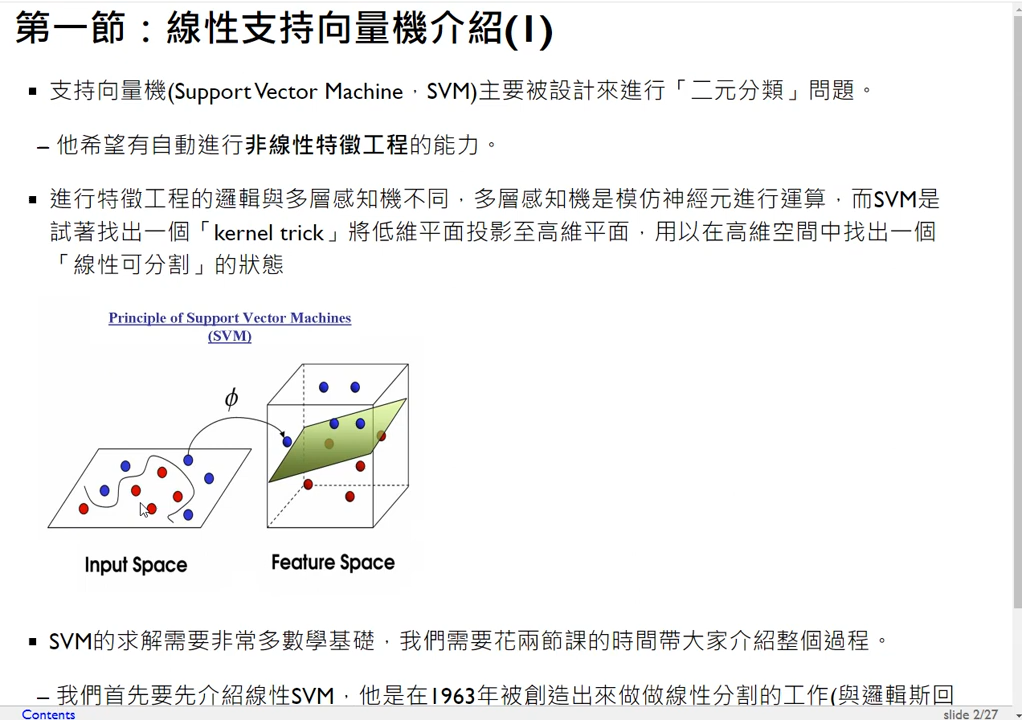 第一節：線性支持向量機介紹(1)
支持向量機(Support Vector Machine，SVM)主要被設計來進行「二元分類」問題。
– 他希望有自動進行非線性特徵工程的能力。
進行特徵工程的邏輯與多層感知機不同，多層感知機是模仿神經元進行運算，而SVM是
試著找出一個「kernel trick」將低維平面投影至高維平面，用以在高維空間中找出一個
「線性可分割」的狀態
Principle of Support Vector Machines
(SVM)
ϕ
Input Space
Feature Space
SVM的求解需要非常多數學基礎，我們需要花兩節課的時間帶大家介紹整個過程。
– 我們首先要先介紹線性SVM，他是在1963年被創造出來做做線性分割的工作(與邏輯斯回
Contents
slide 2/27